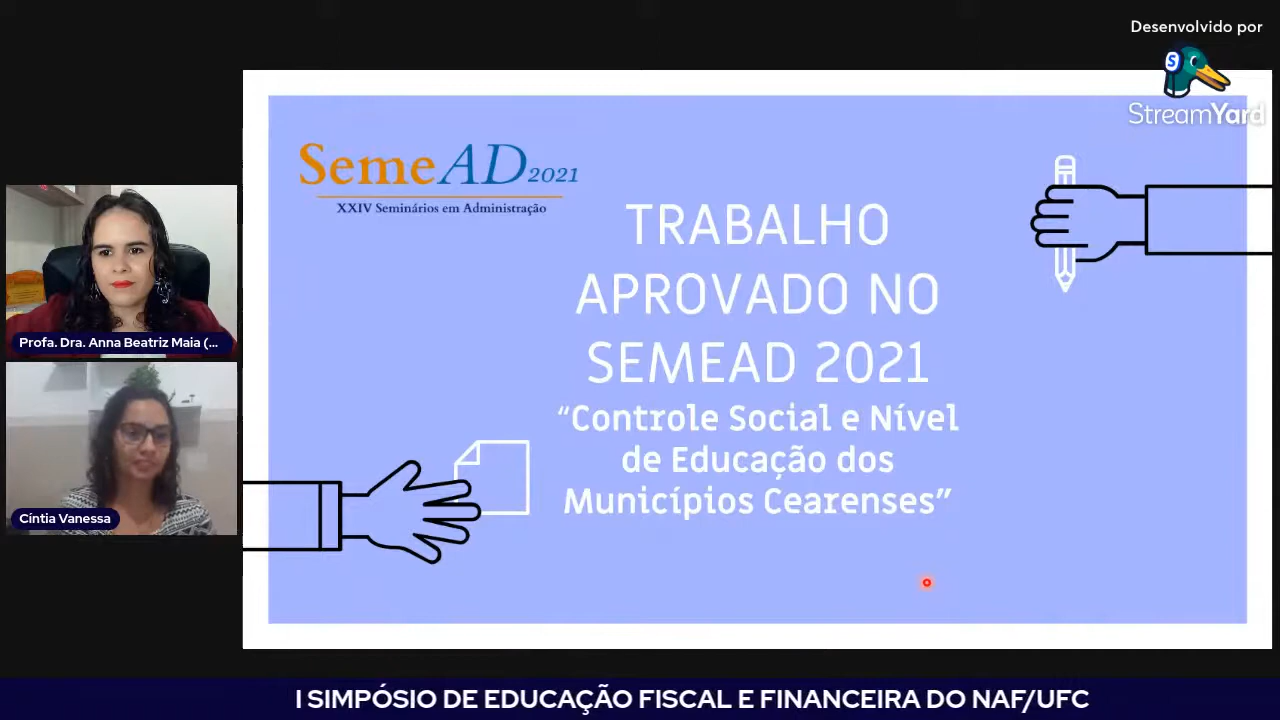 Desenvolvido por
S
StreamYard
SemeAD2021
XXIV Seminários em Administração
TRABALHO
APROVADO NO
SEMEAD 2021
“Controle Social e Nível
de Educação dos
Municípios Cearenses”
Profa. Dra. Anna Beatriz Maia (...
Cíntia Vanessa
I SIMPÓSIO DE EDUCAÇÃO FISCAL E FINANCEIRA DO NAF/UFC